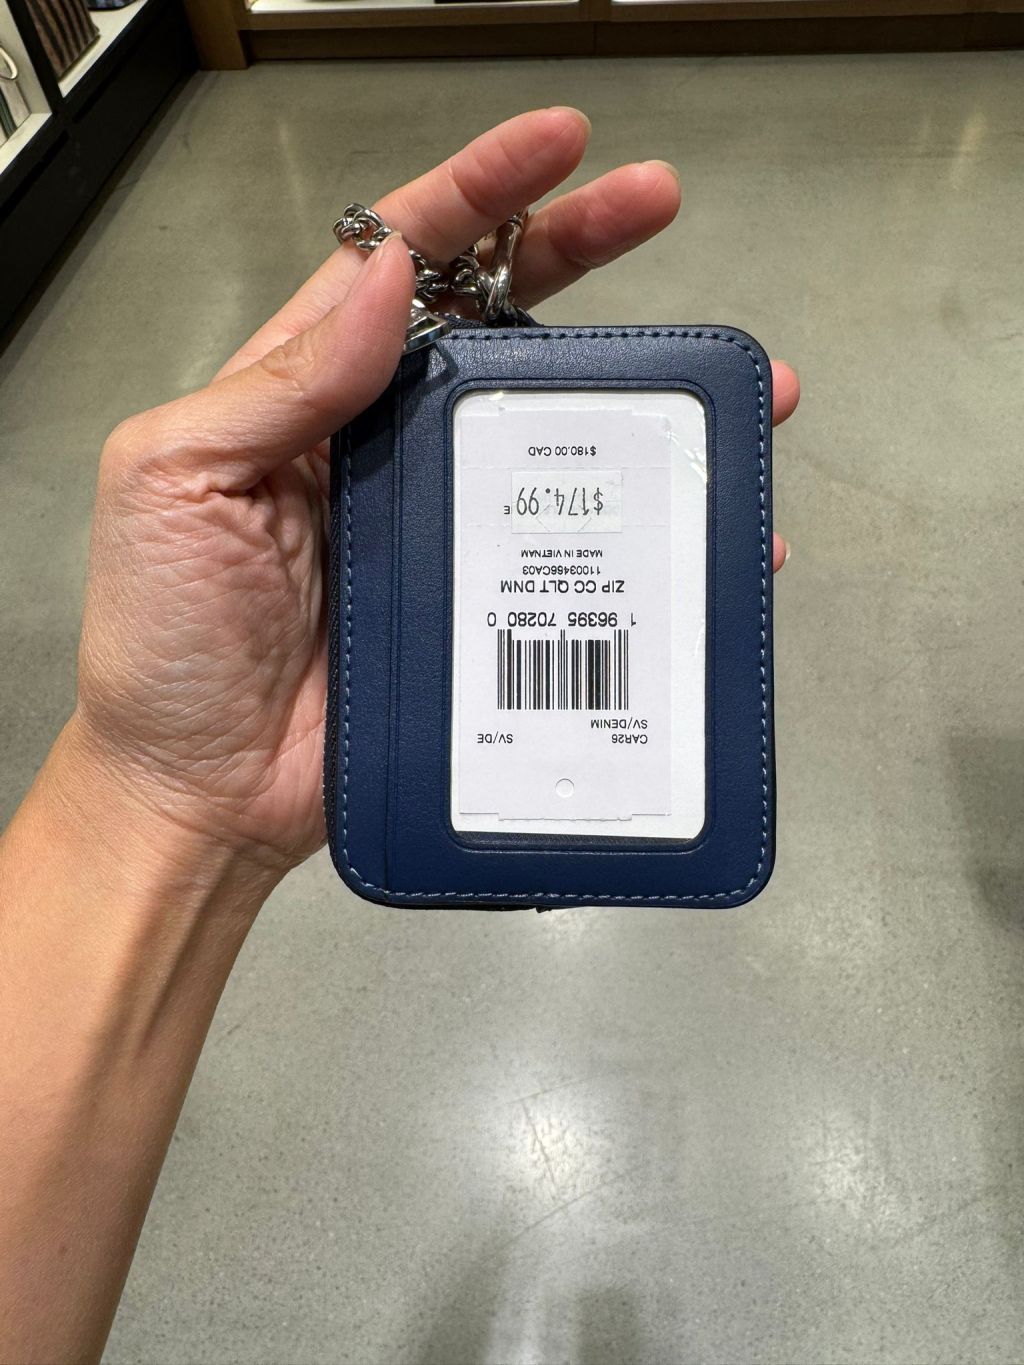 CAR26 SV/DE
SV/DENIM
1 96395 70280 0
ZIP CC QLT DNM
11003466CA03
MADE IN VIETNAM
$174.99 E
$180.00 CAD